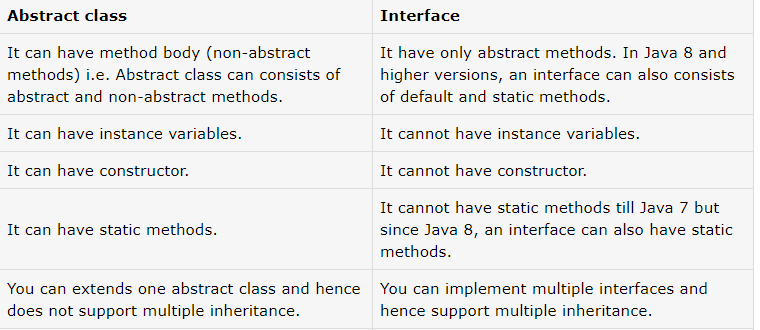 Abstract class
Interface
It can have method body (non-abstract
methods) i.e. Abstract class can consists of
abstract and non-abstract methods.
It have only abstract methods. In Java 8 and
higher versions, an interface can also consists
of default and static methods.
It can have instance variables.
It cannot have instance variables.
It can have constructor.
It cannot have constructor.
It can have static methods.
It cannot have static methods till Java 7 but
since Java 8, an interface can also have static
methods.
You can extends one abstract class and hence
does not support multiple inheritance.
You can implement multiple interfaces and
hence support multiple inheritance.